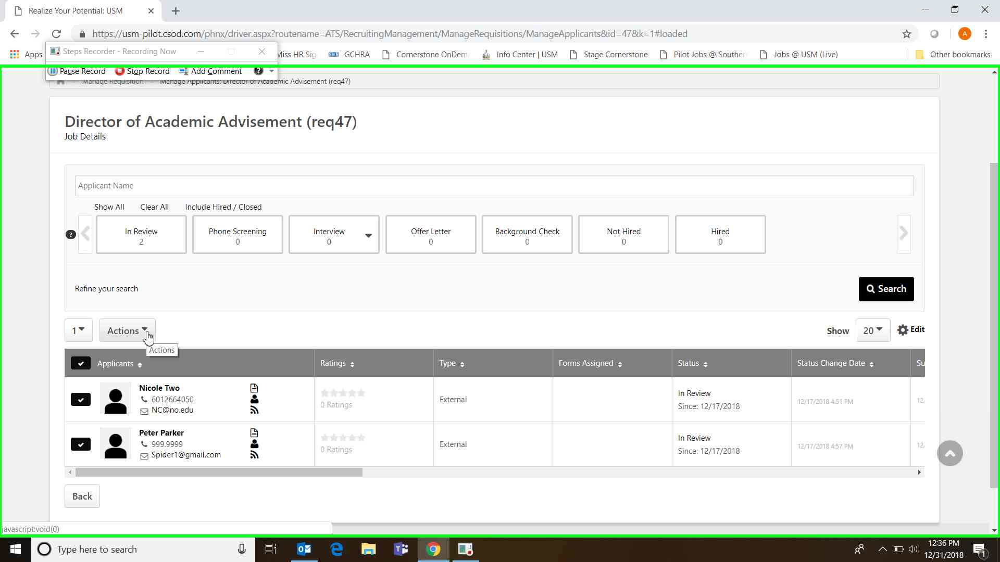 Realize Your Potential: USM
https://usm-pilot.csod.com/phnx/driver.aspx?routename=ATS/RecruitingManagement/ManageRequisitions/ManageApplicants&id=47&k=1#loaded
A
Apps
Steps Recorder - Recording Now
Miss HR Sig
GCHRA
Cornerstone OnDem
Info Center | USM
Stage Cornerstone
Pilot Jobs @ Southern
Jobs @ USM (Live)
Other bookmarks
Pause Record
Stop Record
Add Comment
?
Manage Requisition
Manage Applicants: Director of Academic Advisement (req47)
Director of Academic Advisement (req47)
Job Details
Applicant Name
Show All
Clear All
Include Hired / Closed
?
In Review
2
Phone Screening
0
Interview
0
Offer Letter
0
Background Check
0
Not Hired
0
Hired
0
Refine your search
Search
1
Actions
Actions
Show
20
Edit
Applicants
Ratings
Type
Forms Assigned
Status
Status Change Date
Su
Nicole Two
6012664050
NC@no.edu
0 Ratings
External
In Review
Since: 12/17/2018
12/17/2018 4:51 PM
12/
Peter Parker
999.9999
Spider1@gmail.com
0 Ratings
External
In Review
Since: 12/17/2018
12/17/2018 4:57 PM
12/
Back
javascript:void(0)
Type here to search
12:36 PM
12/31/2018
1